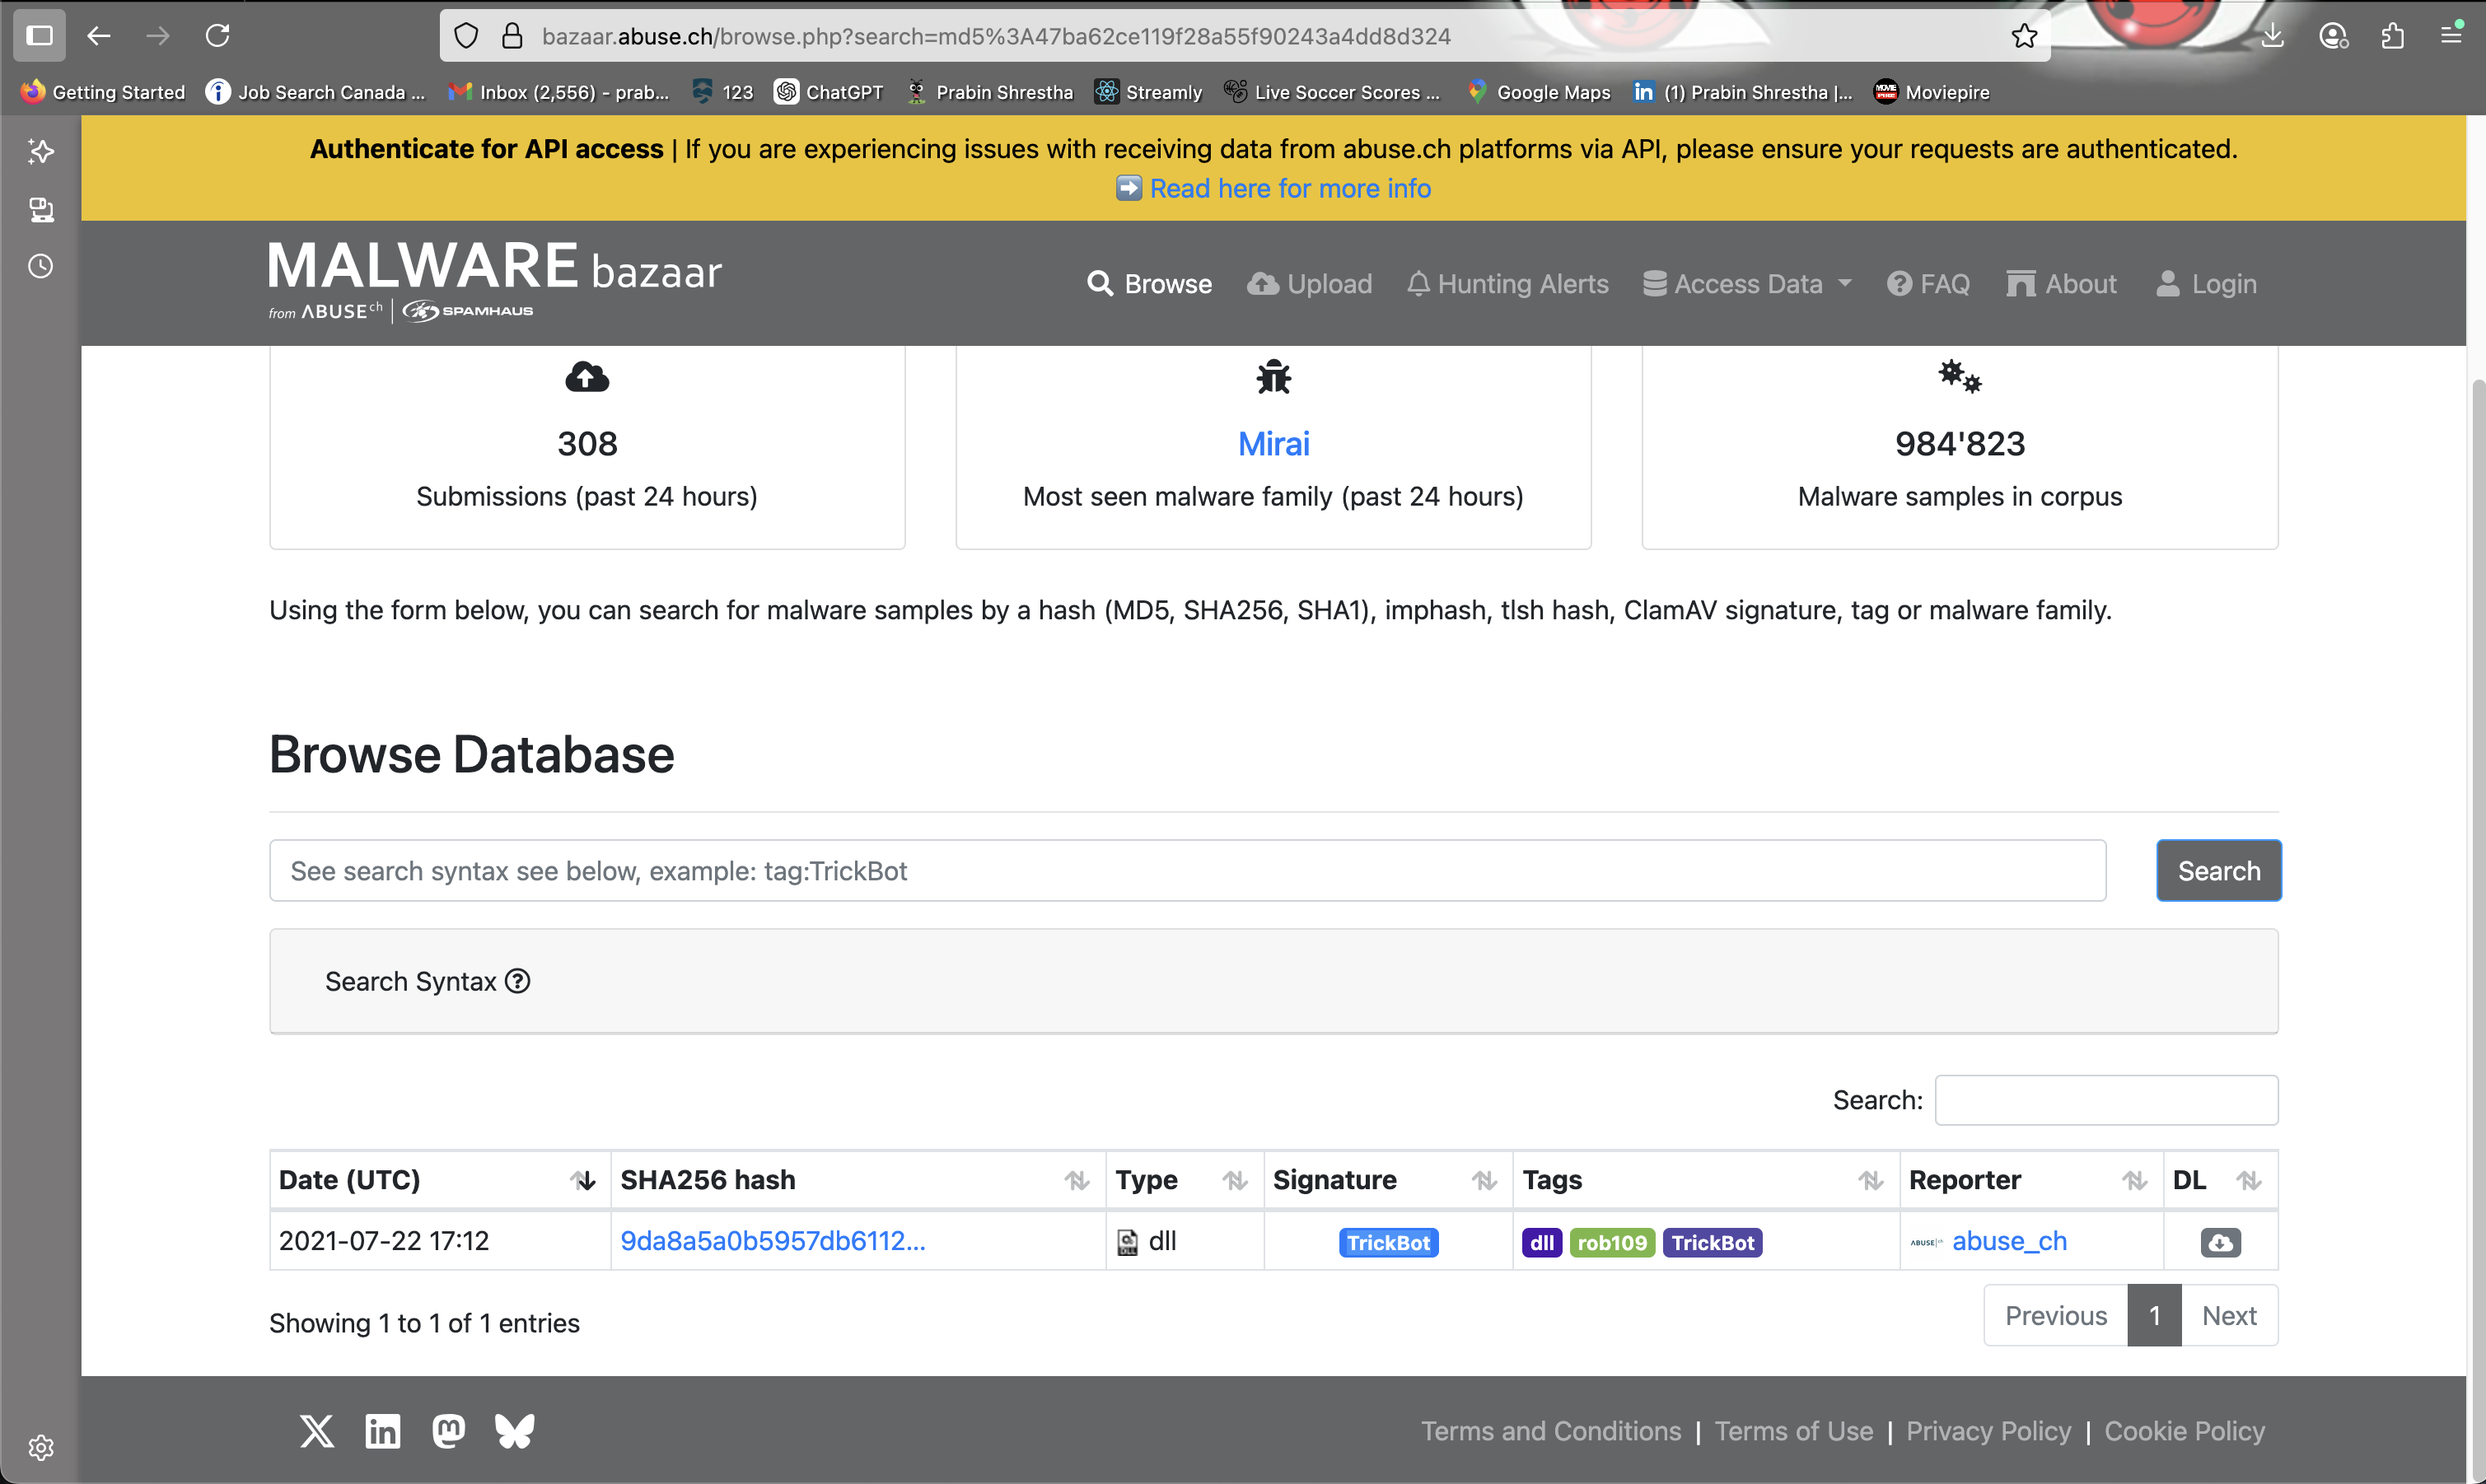 bazaar.abuse.ch/browse.php?search=md5%3A47ba62ce119f28a55f90243a4dd8d324
Getting Started Job Search Canada ... Inbox (2,556) - prab... 123 ChatGPT Prabin Shrestha Streamly Live Soccer Scores ... Google Maps (1) Prabin Shrestha |... Moviepire
Authenticate for API access | If you are experiencing issues with receiving data from abuse.ch platforms via API, please ensure your requests are authenticated.
Read here for more info
MALWARE bazaar
from ABUSE ch | SPAMHAUS
Browse Upload Hunting Alerts Access Data FAQ About Login
308 Mirai 984'823
Submissions (past 24 hours) Most seen malware family (past 24 hours) Malware samples in corpus
Using the form below, you can search for malware samples by a hash (MD5, SHA256, SHA1), imphash, tlsh hash, ClamAV signature, tag or malware family.
Browse Database
See search syntax see below, example: tag:TrickBot Search
Search Syntax
Search:
Date (UTC) SHA256 hash Type Signature Tags Reporter DL
2021-07-22 17:12 9da8a5a0b5957db6112... dll TrickBot dll rob109 TrickBot abuse_ch
Showing 1 to 1 of 1 entries Previous 1 Next
Terms and Conditions | Terms of Use | Privacy Policy | Cookie Policy